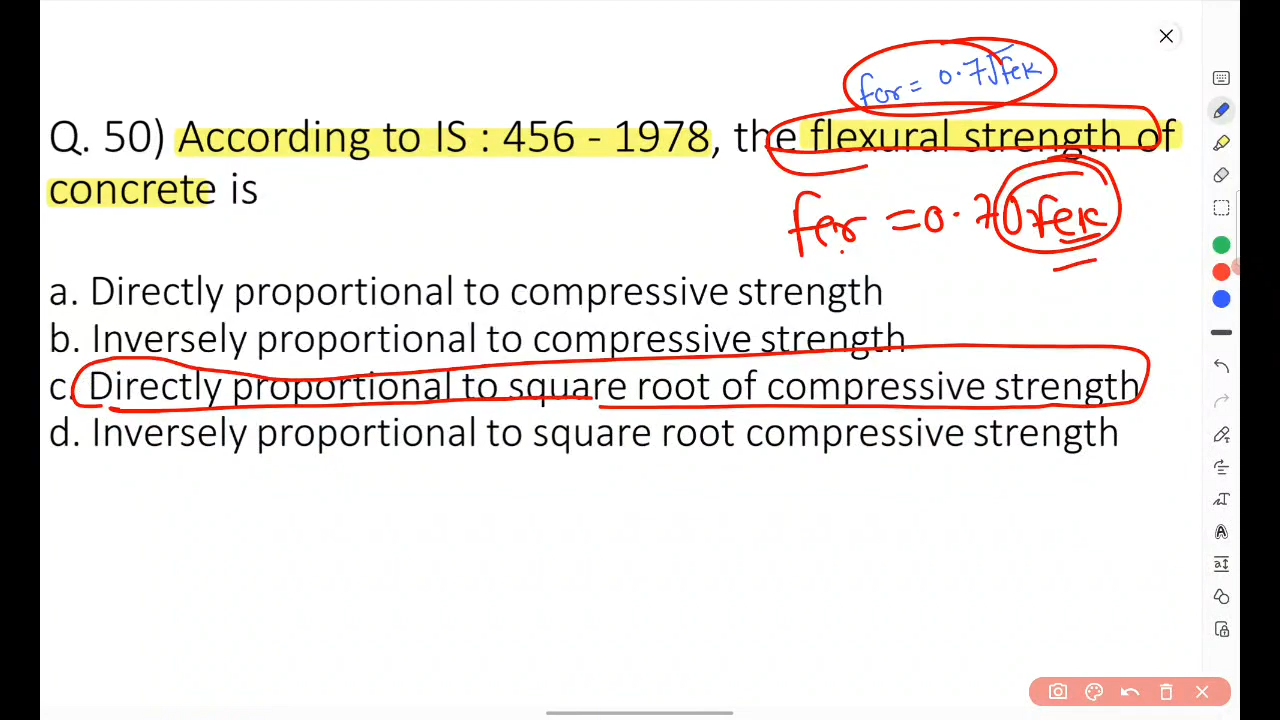 fcr = 0.7√fck
Q. 50) According to IS : 456 - 1978, the flexural strength of
concrete is
fcr = 0.70√fck
a. Directly proportional to compressive strength
b. Inversely proportional to compressive strength
c. Directly proportional to square root of compressive strength
d. Inversely proportional to square root compressive strength